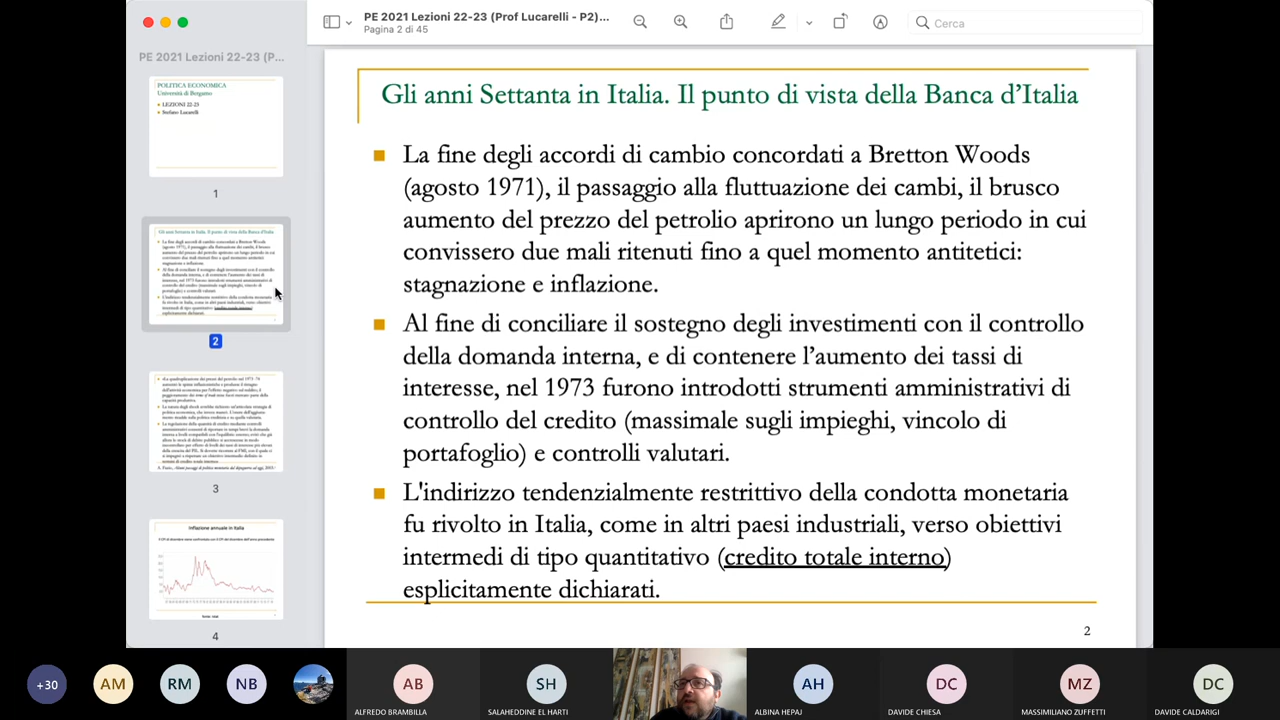 PE 2021 Lezioni 22-23 (Prof Lucarelli - P2)...
Pagina 2 di 45
Cerca
PE 2021 Lezioni 22-23 (P...
POLITICA ECONOMICA
Università di Bergamo
LEZIONI 22-23
Stefano Lucarelli
1
2
3
Inflazione annuale in Italia
4
Gli anni Settanta in Italia. Il punto di vista della Banca d'Italia
La fine degli accordi di cambio concordati a Bretton Woods
(agosto 1971), il passaggio alla fluttuazione dei cambi, il brusco
aumento del prezzo del petrolio aprirono un lungo periodo in cui
convissero due mali ritenuti fino a quel momento antitetici:
stagnazione e inflazione.
Al fine di conciliare il sostegno degli investimenti con il controllo
della domanda interna, e di contenere l'aumento dei tassi di
interesse, nel 1973 furono introdotti strumenti amministrativi di
controllo del credito (massimale sugli impieghi, vincolo di
portafoglio) e controlli valutari.
L'indirizzo tendenzialmente restrittivo della condotta monetaria
fu rivolto in Italia, come in altri paesi industriali, verso obiettivi
intermedi di tipo quantitativo (credito totale interno)
esplicitamente dichiarati.
2
+30
AM
RM
NB
AB
ALFREDO BRAMBILLA
SH
SALAHEDDINE EL HARTI
AH
ALBINA HEPAJ
DC
DAVIDE CHIESA
MZ
MASSIMILIANO ZUFFETTI
DC
DAVIDE CALDARIGI